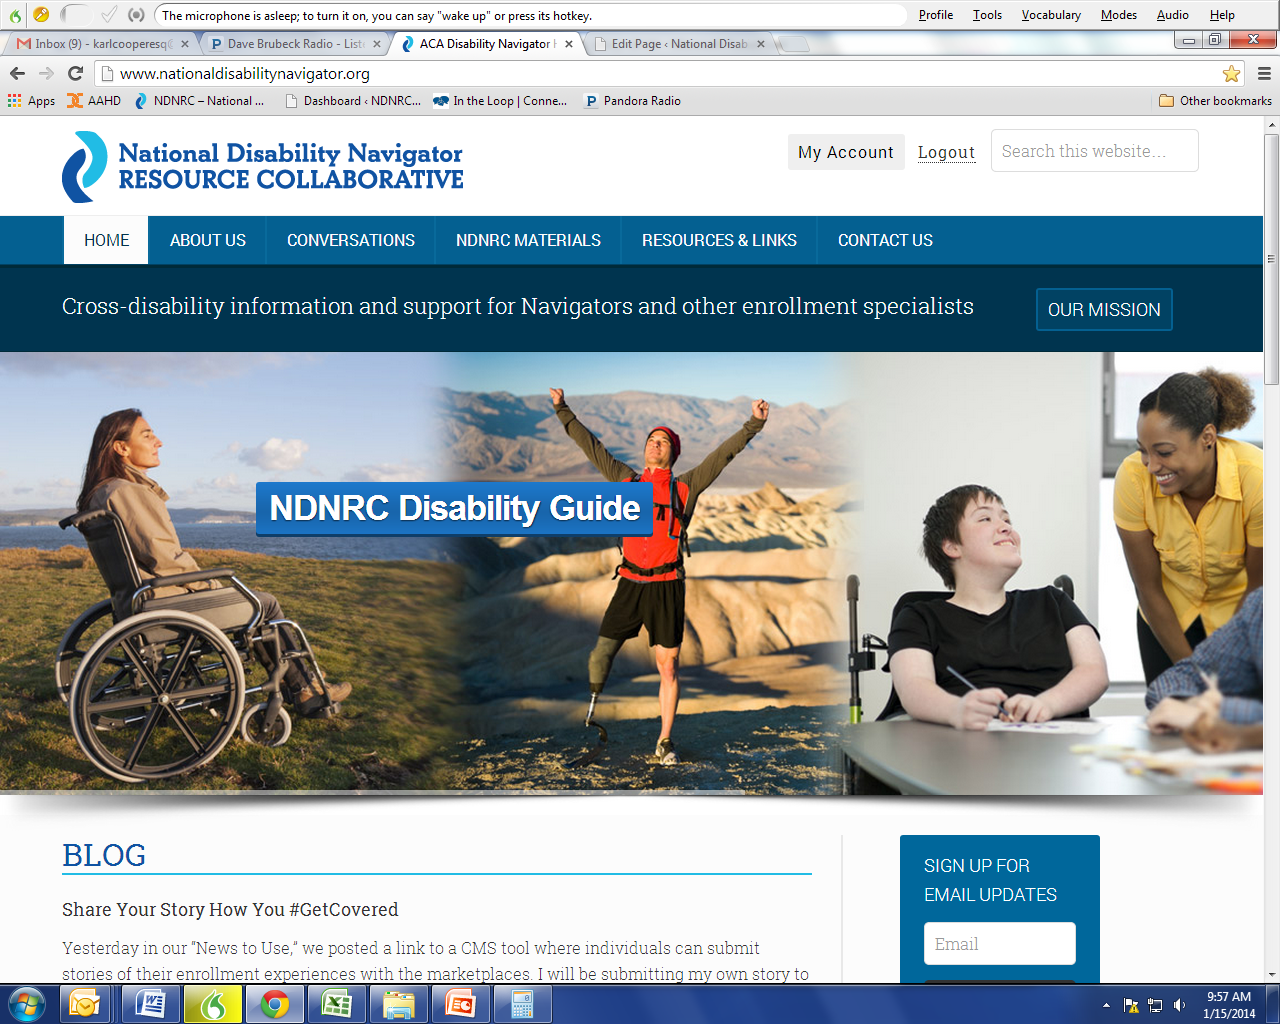 The microphone is asleep; to turn it on, you can say "wake up" or press its hotkey.
Profile Tools Vocabulary Modes Audio Help
Inbox (9) - karlcooperesq@
Dave Brubeck Radio - List
ACA Disability Navigator
Edit Page ‹ National Disab
www.nationaldisabilitynavigator.org
Apps AAHD NDNRC – National ... Dashboard ‹ NDNRC... In the Loop | Conne... Pandora Radio Other bookmarks
National Disability Navigator
RESOURCE COLLABORATIVE
My Account Logout Search this website...
HOME ABOUT US CONVERSATIONS NDNRC MATERIALS RESOURCES & LINKS CONTACT US
Cross-disability information and support for Navigators and other enrollment specialists
OUR MISSION
NDNRC Disability Guide
BLOG
Share Your Story How You #GetCovered
Yesterday in our “News to Use,” we posted a link to a CMS tool where individuals can submit
stories of their enrollment experiences with the marketplaces. I will be submitting my own story to
SIGN UP FOR
EMAIL UPDATES
Email
9:57 AM
1/15/2014